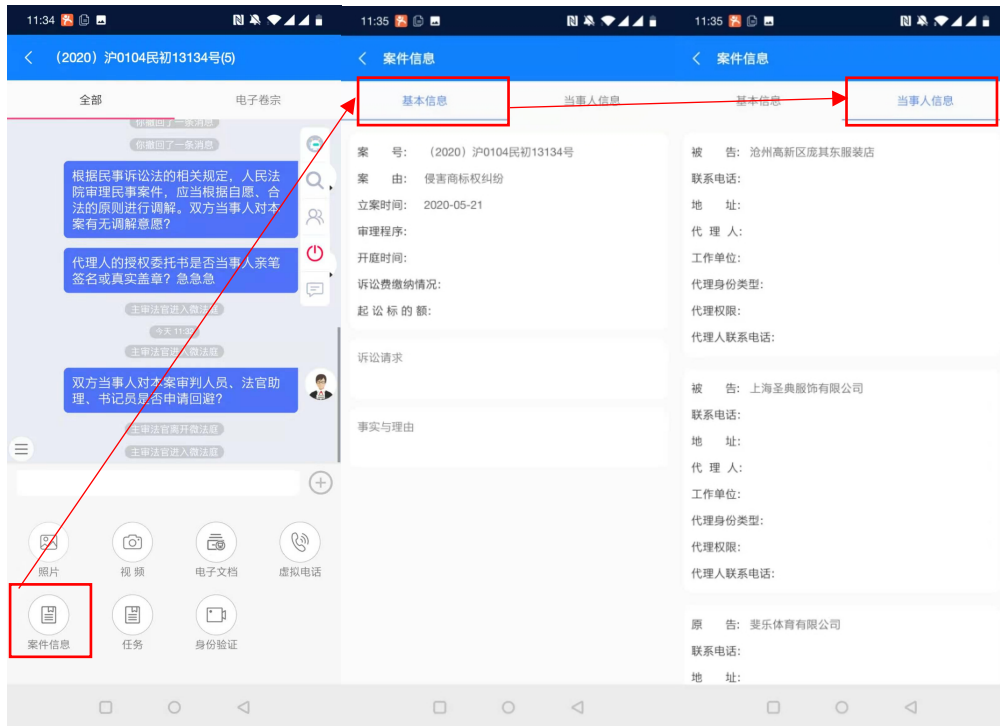 11:34
（2020）沪0104民初13134号(5)
全部
电子卷宗
你撤回了一条消息
你撤回了一条消息
根据民事诉讼法的相关规定，人民法
院审理民事案件，应当根据自愿、合
法的原则进行调解。双方当事人对本
案有无调解意愿？
代理人的授权委托书是否当事人亲笔
签名或真实盖章？急急急
主审法官进入微法庭
今天 11:32
主审法官进入微法庭
双方当事人对本案审判人员、法官助
理、书记员是否申请回避？
主审法官离开微法庭
主审法官进入微法庭
照片
视 频
电子文档
虚拟电话
案件信息
任务
身份验证
11:35
案件信息
基本信息
当事人信息
案 号: （2020）沪0104民初13134号
案 由: 侵害商标权纠纷
立案时间: 2020-05-21
审理程序:
开庭时间:
诉讼费缴纳情况:
起 讼 标 的 额:
诉讼请求
事实与理由
11:35
案件信息
基本信息
当事人信息
被 告: 沧州高新区庞其东服装店
联系电话:
地 址:
代 理 人:
工作单位:
代理身份类型:
代理权限:
代理人联系电话:
被 告: 上海圣典服饰有限公司
联系电话:
地 址:
代 理 人:
工作单位:
代理身份类型:
代理权限:
代理人联系电话:
原 告: 斐乐体育有限公司
联系电话:
地 址: